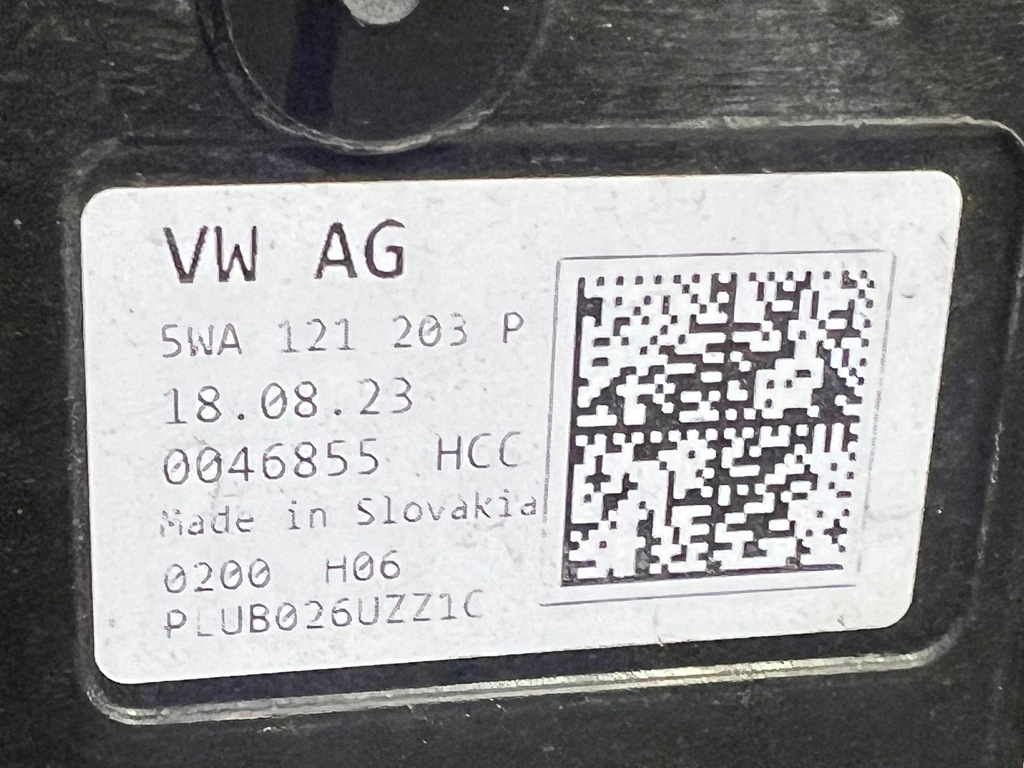 VW AG
5WA 121 203 P
18.08.23
0046855 HCC
Made in Slovakia
0200 H06
PLUB026UZZ1C